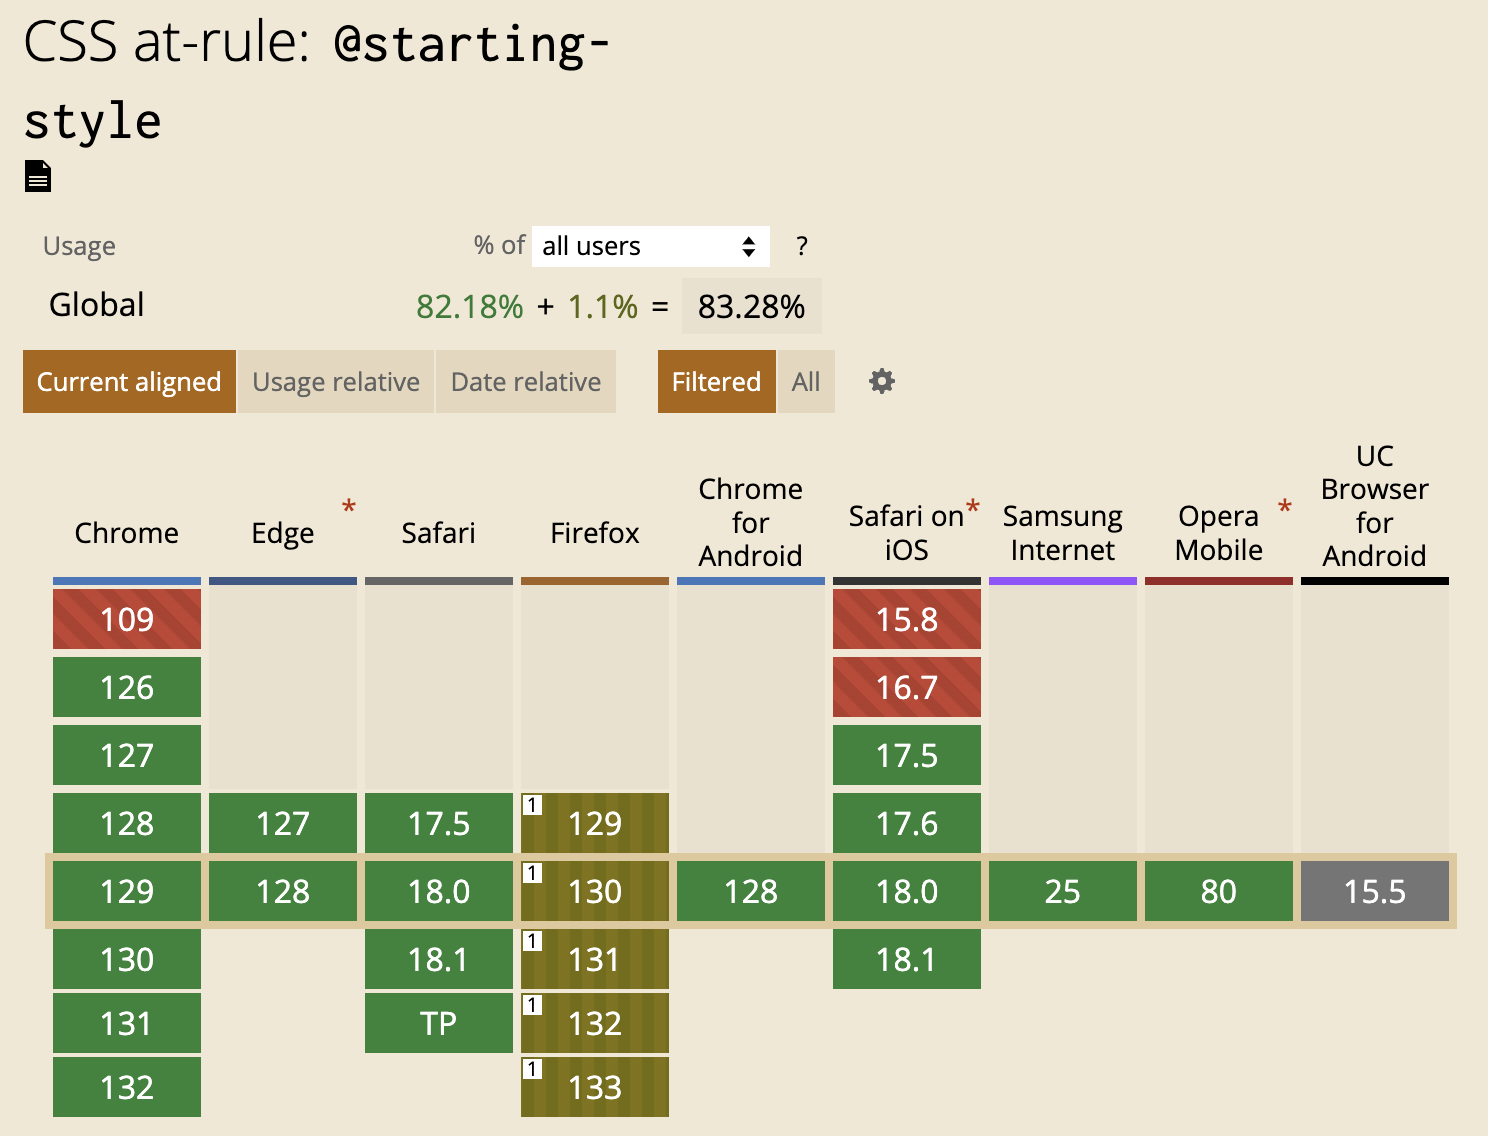 CSS at-rule: @starting-
style
Usage % of all users ?
Global 82.18% + 1.1% = 83.28%
Current aligned Usage relative Date relative Filtered All
Chrome
Edge *
Safari
Firefox
Chrome
for
Android
Safari on *
iOS
Samsung
Internet
Opera *
Mobile
UC
Browser
for
Android
109 15.8
126 16.7
127 17.5
128 127 17.5 1 129 17.6
129 128 18.0 1 130 128 18.0 25 80 15.5
130 18.1 1 131 18.1
131 TP 1 132
132 1 133